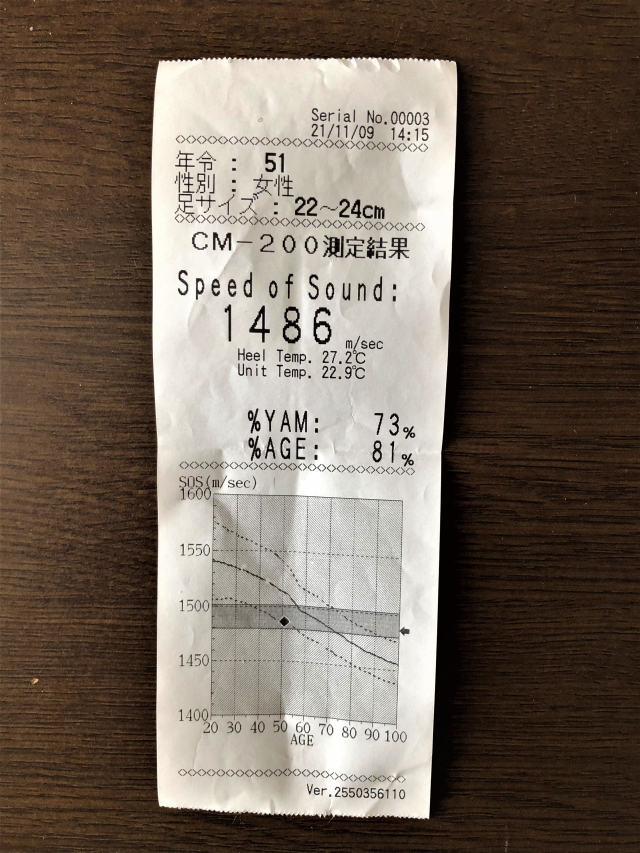 Serial No.00003
21/11/09 14:15
年令 : 51
性別 : 女性
足サイズ : 22～24cm
CM-200測定結果
Speed of Sound:
1486 m/sec
Heel Temp. 27.2℃
Unit Temp. 22.9℃
%YAM: 73%
%AGE: 81%
SOS(m/sec)
1600
1550
1500
1450
1400
20 30 40 50 60 70 80 90 100
AGE
Ver.2550356110